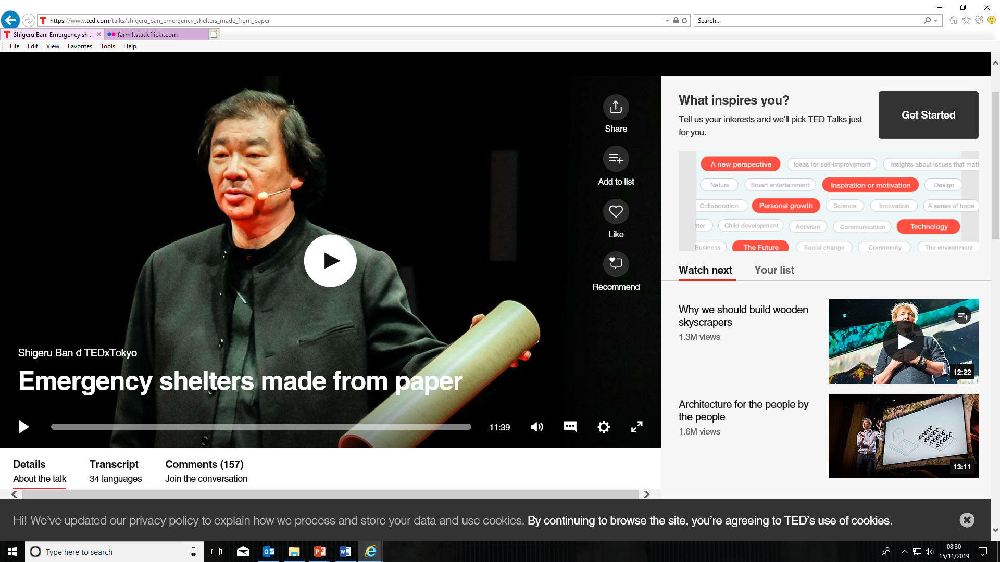 https://www.ted.com/talks/shigeru_ban_emergency_shelters_made_from_paper
Search...
Shigeru Ban: Emergency sh...
farm1.staticflickr.com
File Edit View Favorites Tools Help
Share
Add to list
Like
Recommend
Shigeru Ban đ TEDxTokyo
Emergency shelters made from paper
11:39
Details
About the talk
Transcript
34 languages
Comments (157)
Join the conversation
What inspires you?
Tell us your interests and we'll pick TED Talks just
for you.
Get Started
A new perspective Ideas for self-improvement Insights about issues that matt
Nature Smart entertainment Inspiration or motivation Design
Collaboration Personal growth Science Innovation A sense of hope
tter Child development Activism Communication Technology
Business The Future Social change Community The environment
Watch next Your list
Why we should build wooden
skyscrapers
1.3M views
12:22
Architecture for the people by
the people
1.6M views
£££££
£££££
£££££
£££££
13:11
Hi! We've updated our privacy policy to explain how we process and store your data and use cookies. By continuing to browse the site, you're agreeing to TED's use of cookies.
Type here to search
08:30
15/11/2019